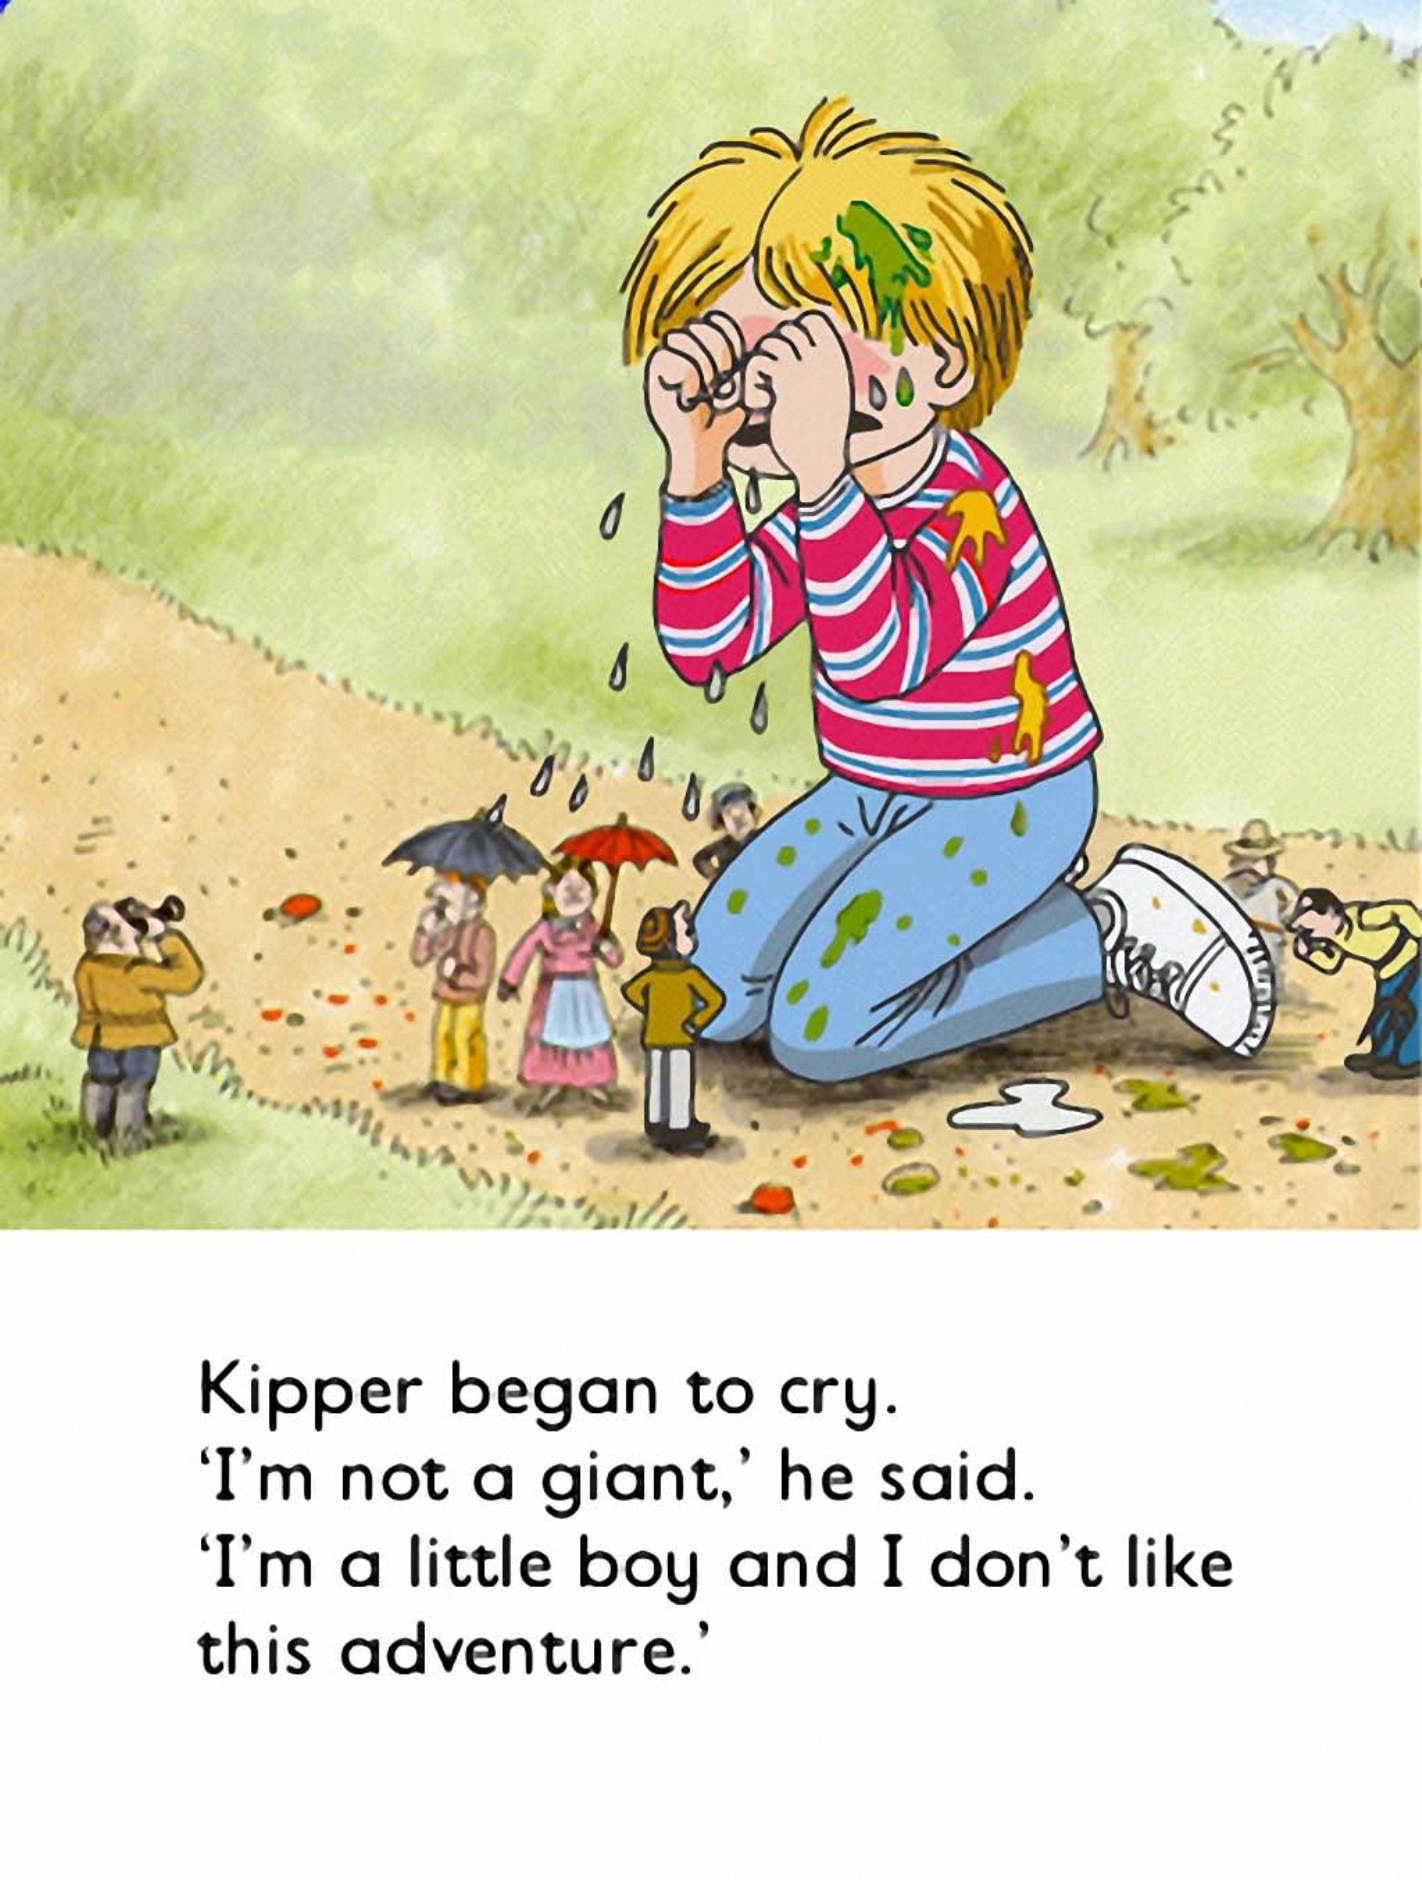 Kipper began to cry.
‘I’m not a giant,’ he said.
‘I’m a little boy and I don’t like
this adventure.’